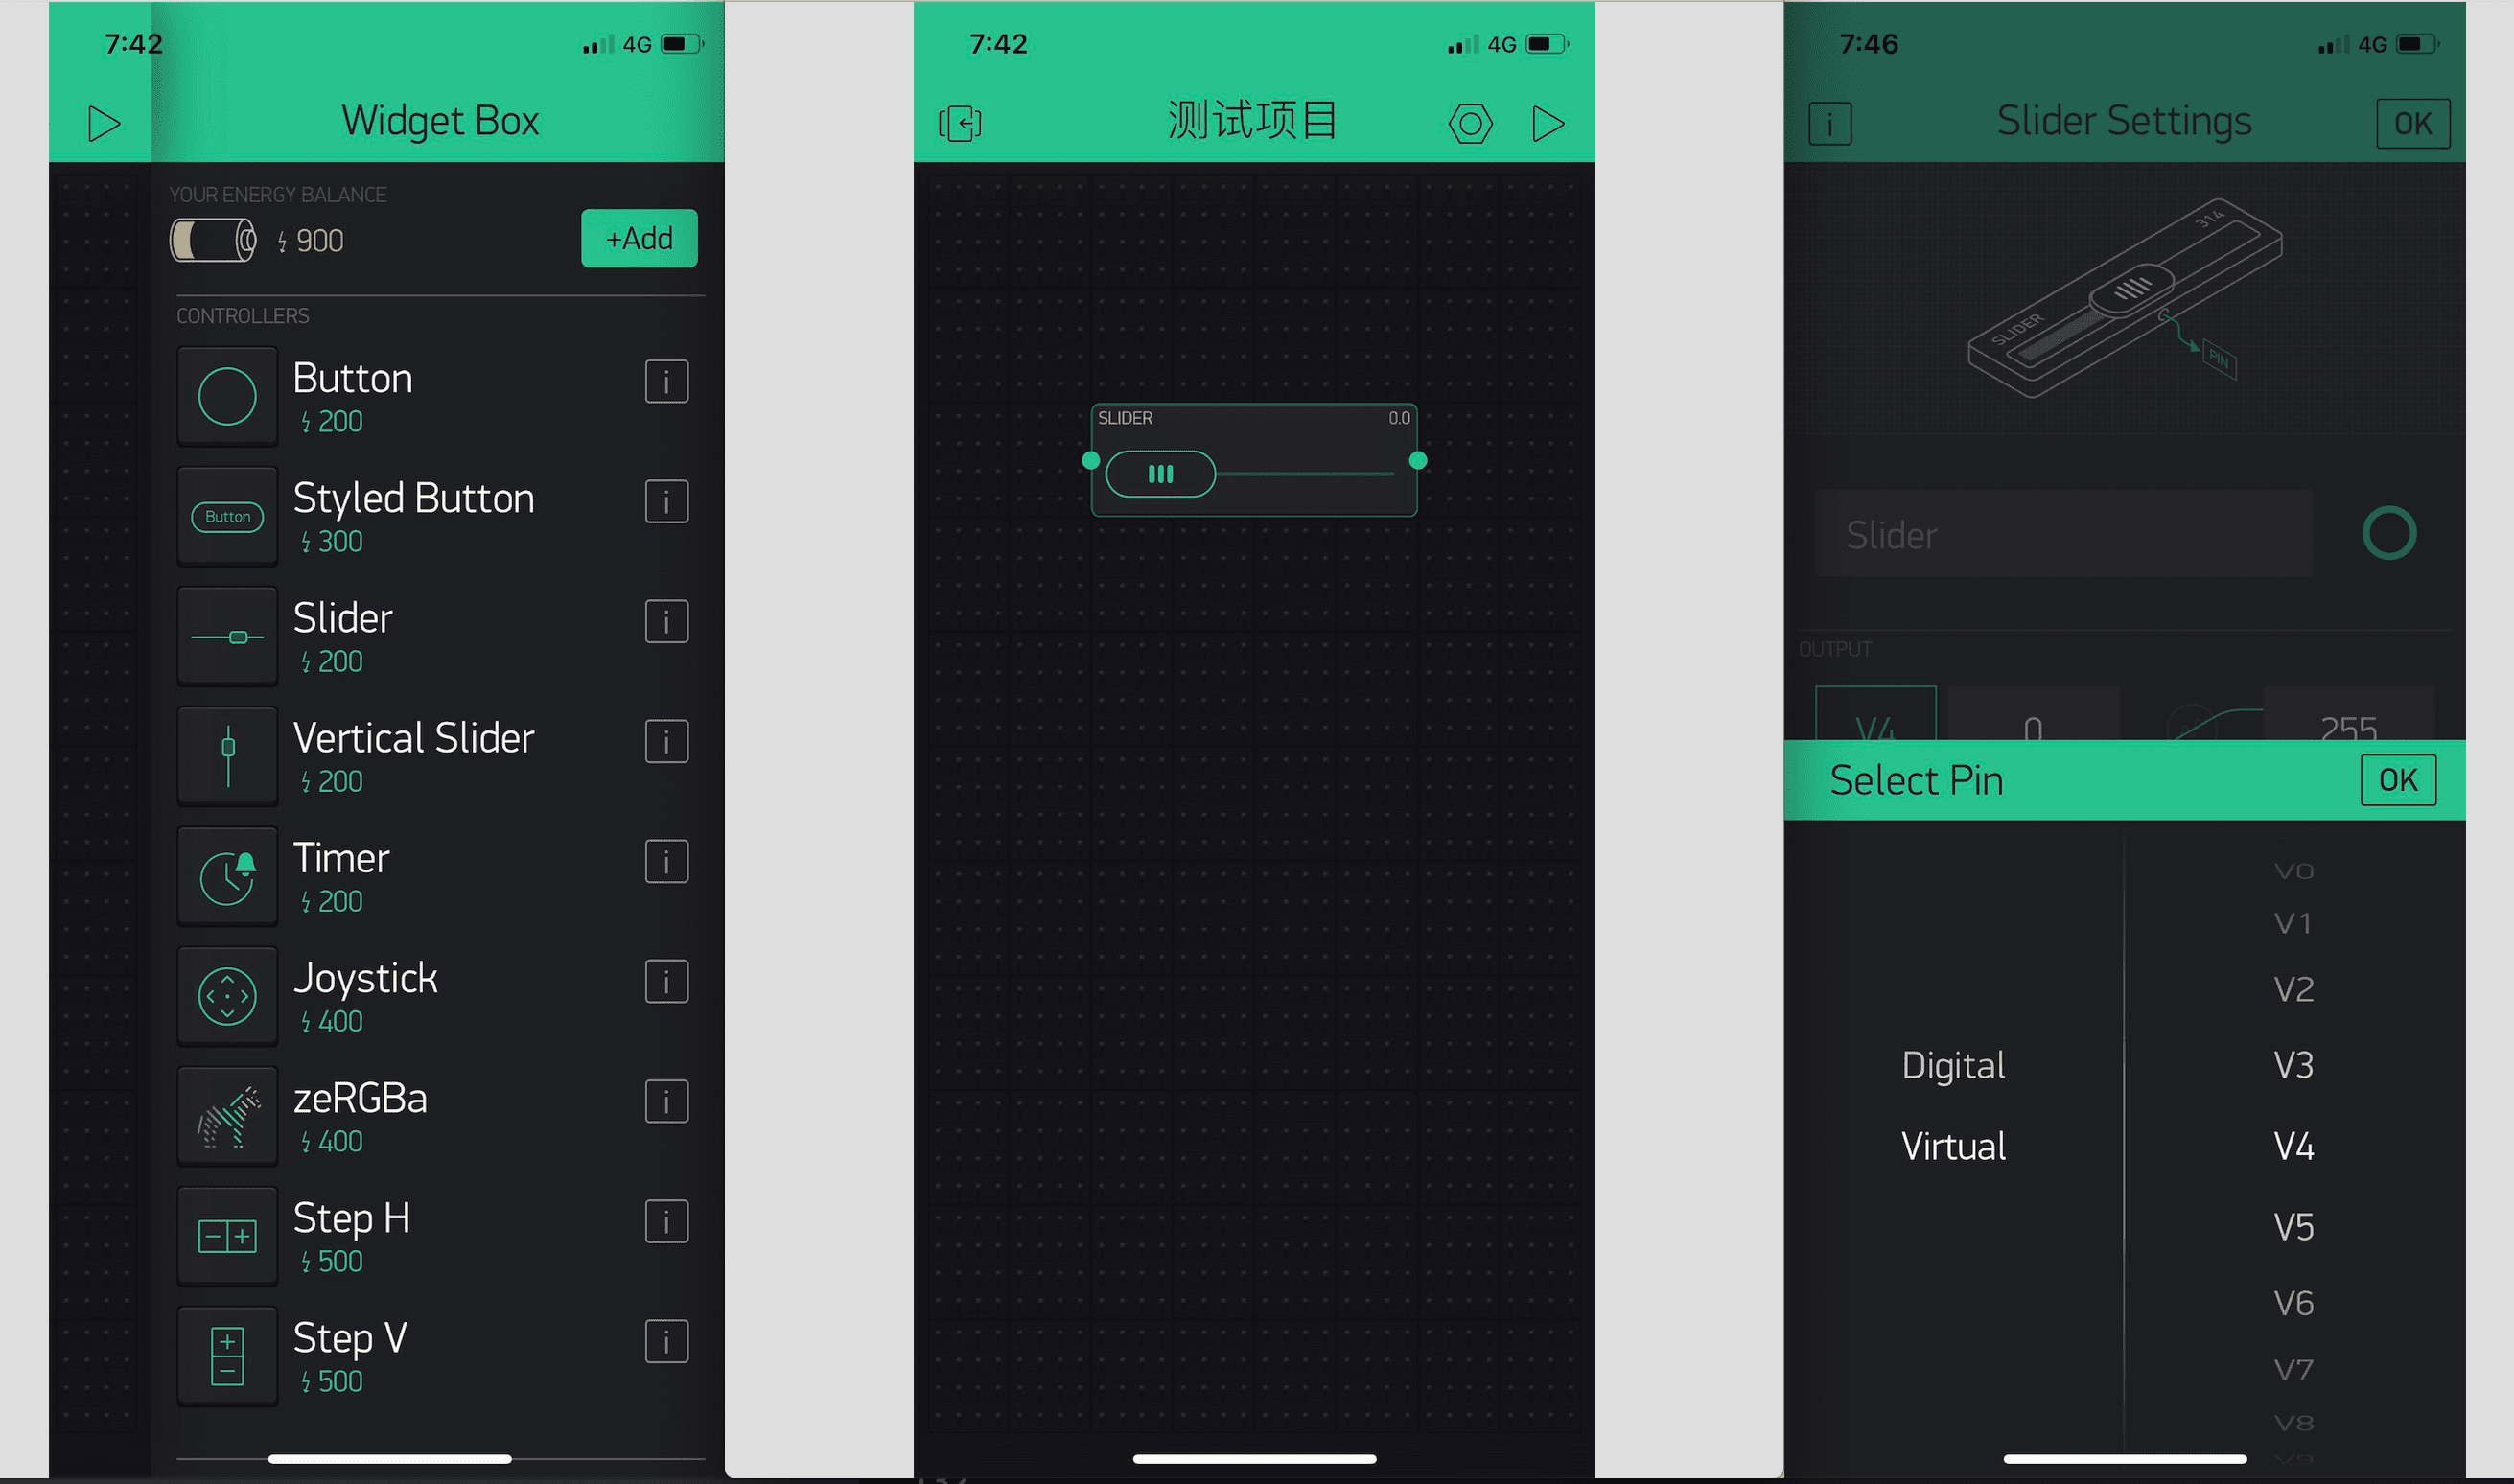 7:42
4G
Widget Box
YOUR ENERGY BALANCE
900
+Add
CONTROLLERS
Button
200
i
Button
Styled Button
300
i
Slider
200
i
Vertical Slider
200
i
Timer
200
i
Joystick
400
i
zeRGBa
400
i
Step H
500
i
Step V
500
i
7:42
4G
测试项目
SLIDER
0.0
7:46
4G
i
Slider Settings
OK
314
SLIDER
PIN
Slider
OUTPUT
V4
0
255
Select Pin
OK
Digital
Virtual
V0
V1
V2
V3
V4
V5
V6
V7
V8
V9